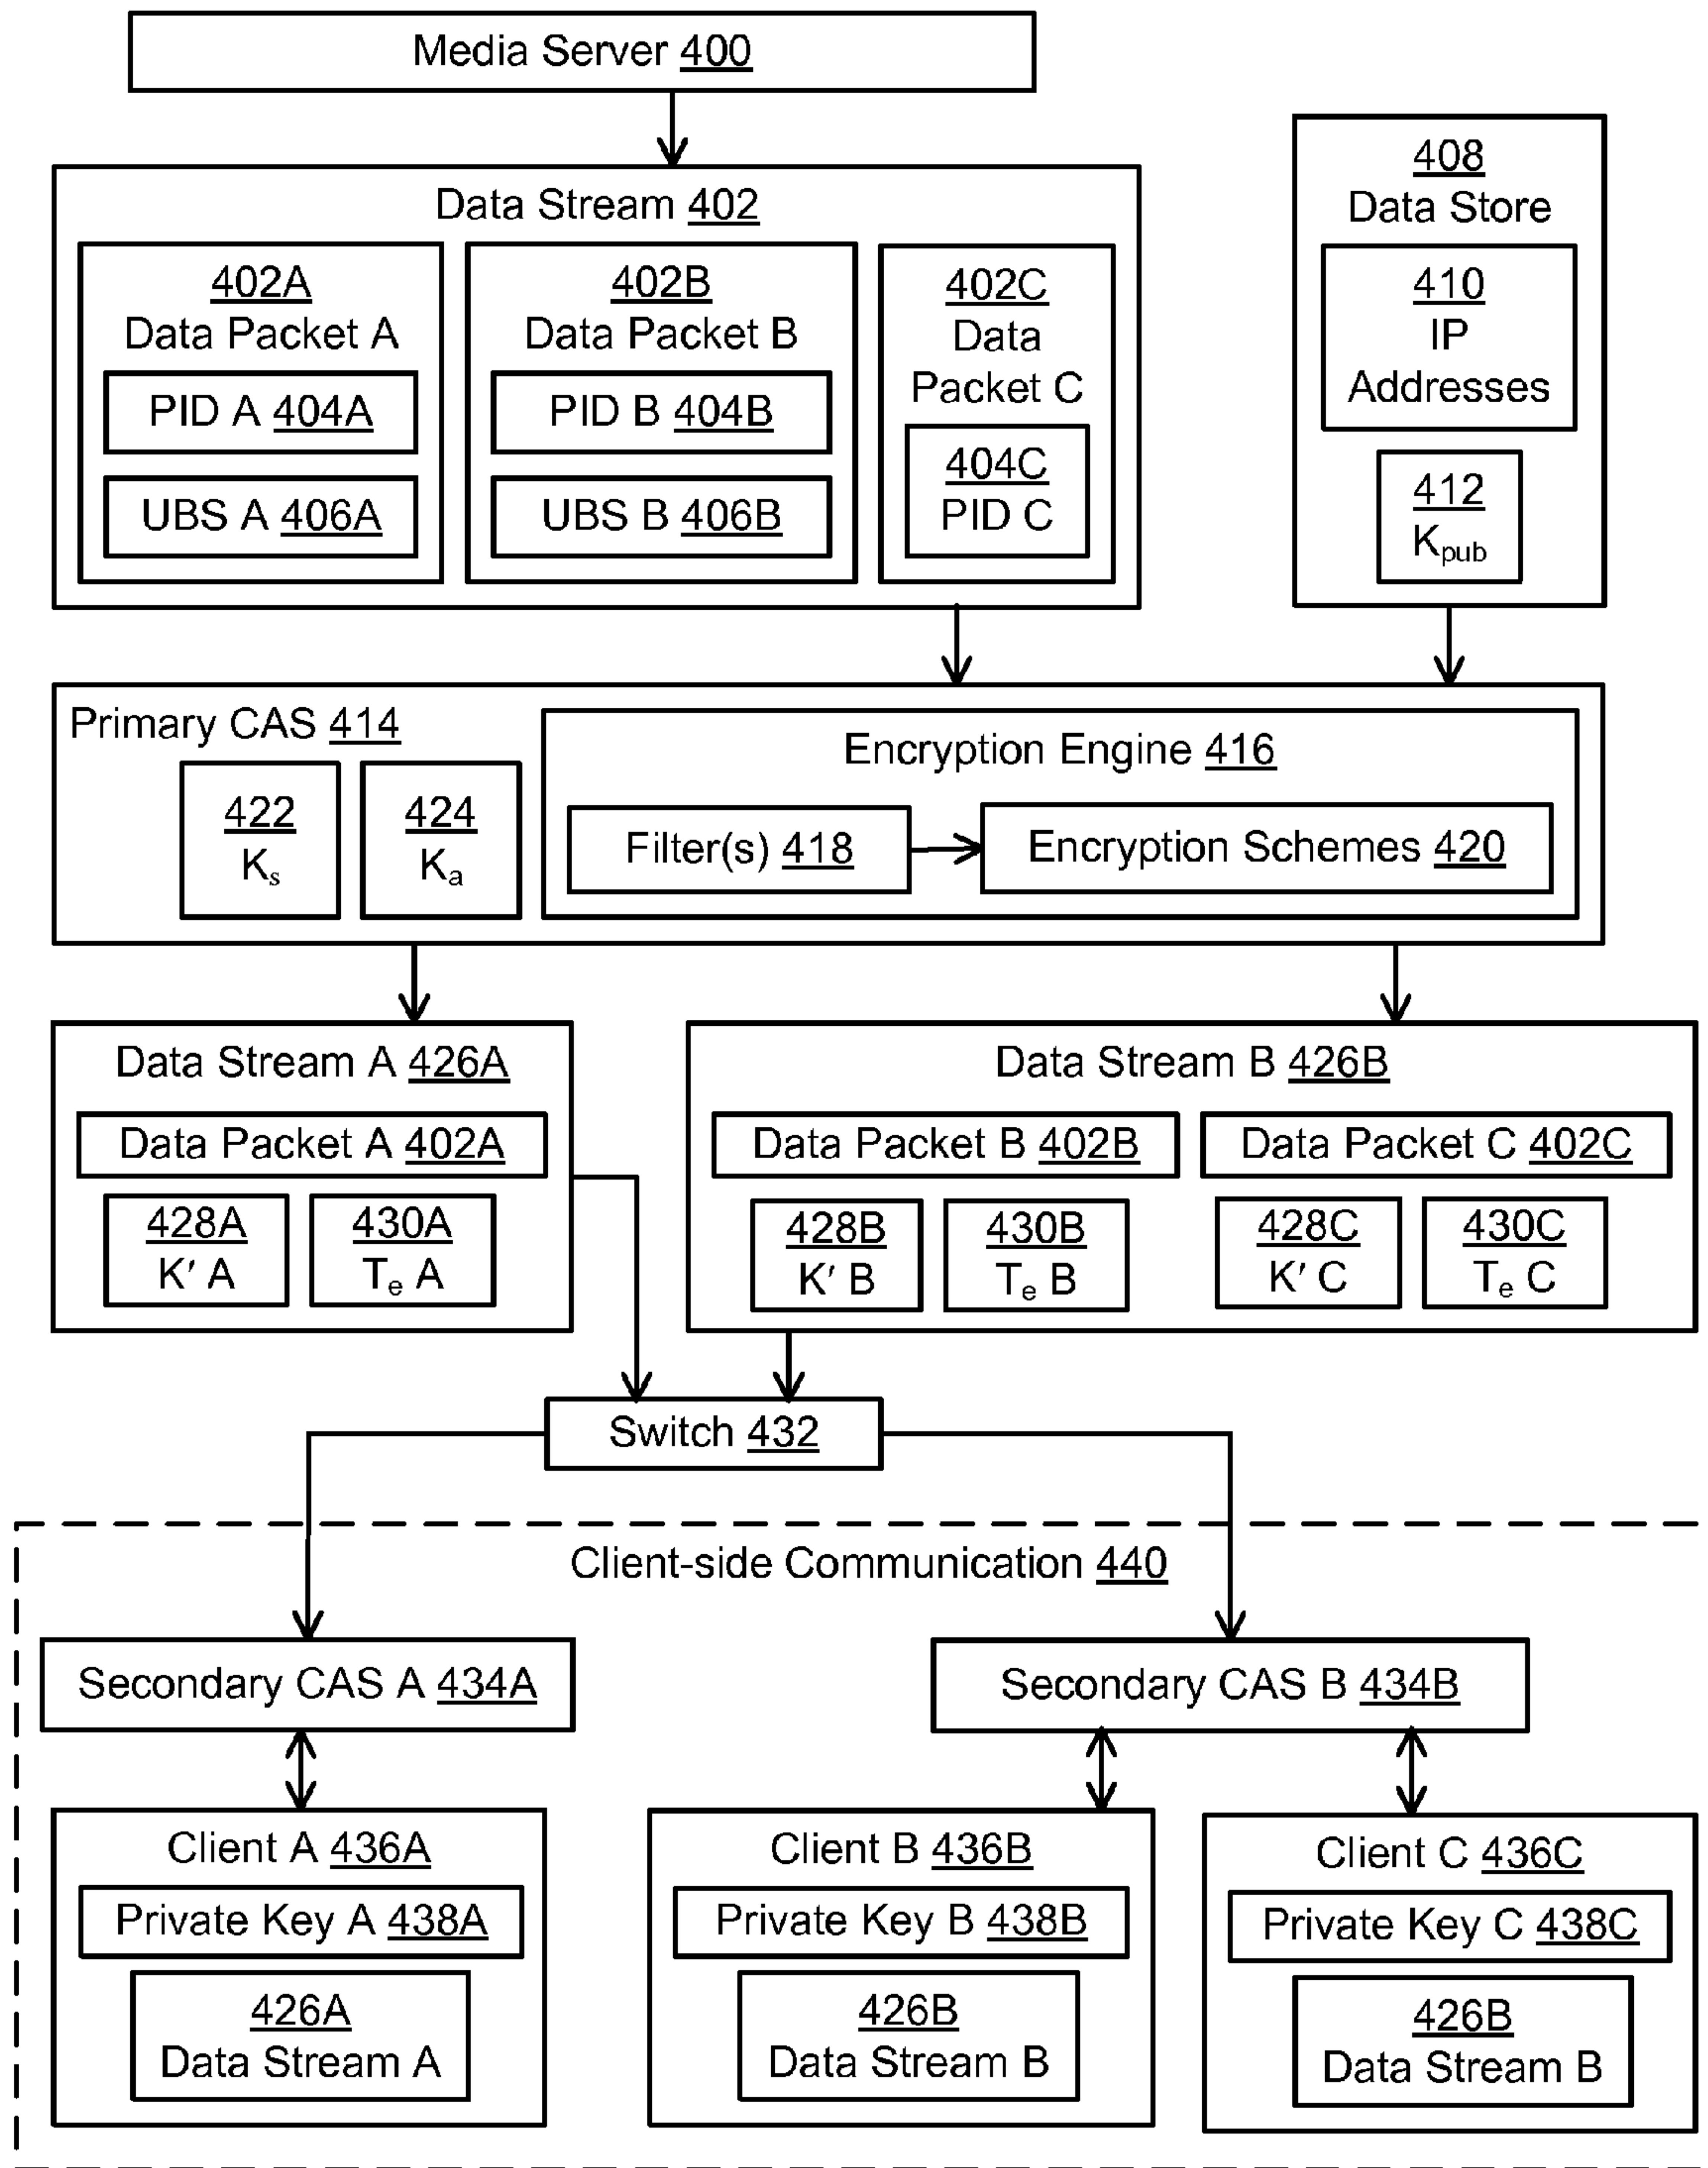 Media Server 400
Data Stream 402
402A
Data Packet A
PID A 404A
UBS A 406A
402B
Data Packet B
PID B 404B
UBS B 406B
402C
Data
Packet C
404C
PID C
408
Data Store
410
IP
Addresses
412
Kpub
Primary CAS 414
422
Ks
424
Ka
Encryption Engine 416
Filter(s) 418
Encryption Schemes 420
Data Stream A 426A
Data Packet A 402A
428A
K′ A
430A
Te A
Data Stream B 426B
Data Packet B 402B
428B
K′ B
430B
Te B
Data Packet C 402C
428C
K′ C
430C
Te C
Switch 432
Client-side Communication 440
Secondary CAS A 434A
Secondary CAS B 434B
Client A 436A
Private Key A 438A
426A
Data Stream A
Client B 436B
Private Key B 438B
426B
Data Stream B
Client C 436C
Private Key C 438C
426B
Data Stream B